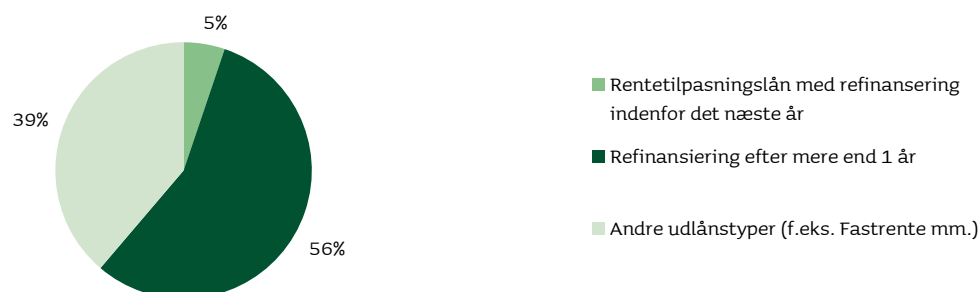 5%
39%
56%
Rentetilpasningslån med refinansering
indenfor det næste år
Refinansiering efter mere end 1 år
Andre udlånstyper (f.eks. Fastrente mm.)